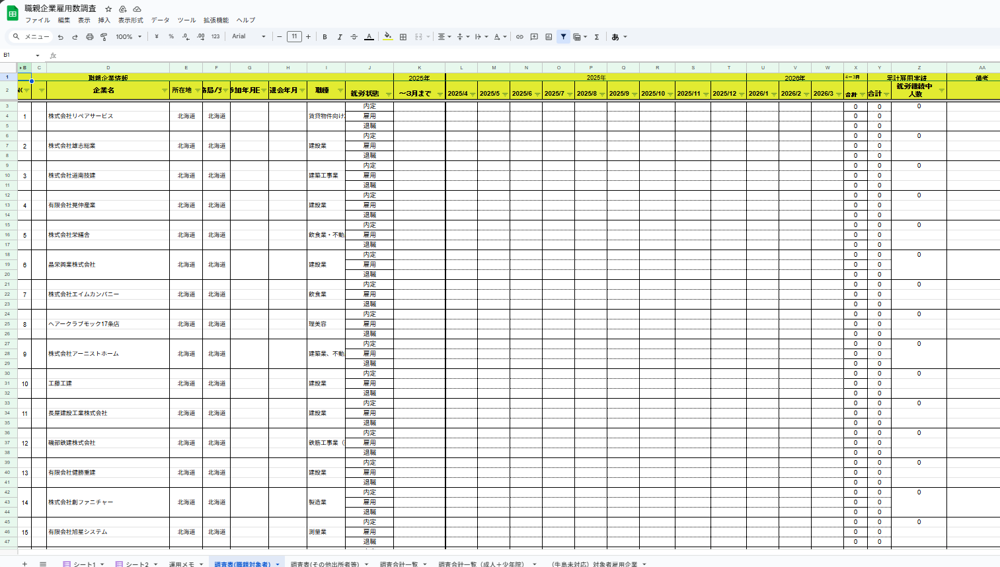 職親企業雇用数調査
ファイル 編集 表示 挿入 表示形式 データ ツール 拡張機能 ヘルプ
メニュー 100% ¥ % .0 .00 123 Arial 11 B I S A Σ あ
B1 fx
B C D E F G H I J K L M N O P Q R S T U V W X Y Z AA
1 職親企業情報 2025年 2025年 2026年 4~3月 累計雇用実績 備考
2 企業名 所在地 参加年月日 退会年月 職種 就労状態 ～3月まで 2025/4 2025/5 2025/6 2025/7 2025/8 2025/9 2025/10 2025/11 2025/12 2026/1 2026/2 2026/3 合計 合計 就労継続中人数
3 内定 0 0 0
4 1 株式会社リペアサービス 北海道 北海道 賃貸物件向け 雇用 0 0
5 退職 0 0
6 内定 0 0 0
7 2 株式会社雄志総業 北海道 北海道 建設業 雇用 0 0
8 退職 0 0
9 内定 0 0 0
10 3 株式会社道南技建 北海道 北海道 建築工事業 雇用 0 0
11 退職 0 0
12 内定 0 0 0
13 4 有限会社晃伸産業 北海道 北海道 建設業 雇用 0 0
14 退職 0 0
15 内定 0 0 0
16 5 株式会社栄繕舎 北海道 北海道 飲食業・不動 雇用 0 0
17 退職 0 0
18 内定 0 0 0
19 6 晶栄興業株式会社 北海道 北海道 建設業 雇用 0 0
20 退職 0 0
21 内定 0 0 0
22 7 株式会社エイムカンパニー 北海道 北海道 飲食業 雇用 0 0
23 退職 0 0
24 内定 0 0 0
25 8 ヘアークラブモック17条店 北海道 北海道 理美容 雇用 0 0
26 退職 0 0
27 内定 0 0 0
28 9 株式会社アーニストホーム 北海道 北海道 建築業、不動 雇用 0 0
29 退職 0 0
30 内定 0 0 0
31 10 工藤工建 北海道 北海道 建設業 雇用 0 0
32 退職 0 0
33 内定 0 0 0
34 11 長屋建設工業株式会社 北海道 北海道 建設業 雇用 0 0
35 退職 0 0
36 内定 0 0 0
37 12 磯部鉄建株式会社 北海道 北海道 鉄筋工事業（ 雇用 0 0
38 退職 0 0
39 内定 0 0 0
40 13 有限会社健勝重建 北海道 北海道 建設業 雇用 0 0
41 退職 0 0
42 内定 0 0 0
43 14 株式会社創ファニチャー 北海道 北海道 製造業 雇用 0 0
44 退職 0 0
45 内定 0 0 0
46 15 有限会社旭星システム 北海道 北海道 測量業 雇用 0 0
47 退職 0 0
シート1 シート2 運用メモ 調査表(職親対象者) 調査表(その他出所者等) 調査合計一覧 調査合計一覧（成人＋少年院） （牛島未対応）対象者雇用企業